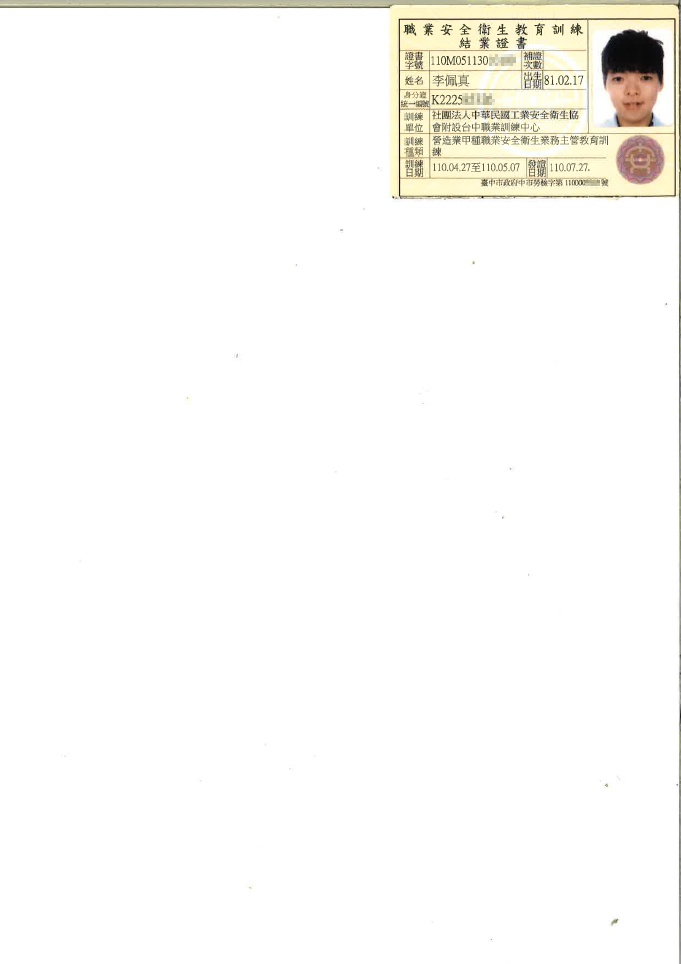 職業安全衛生教育訓練
結業證書
證書字號 110M051130 補證次數
姓名 李佩真 出生日期 81.02.17
身分證統一編號 K2225
訓練單位 社團法人中華民國工業安全衛生協
會附設台中職業訓練中心
訓練種類 營造業甲種職業安全衛生業務主管教育訓
練
訓練日期 110.04.27至110.05.07 發證日期 110.07.27.
臺中市政府中市勞檢字第110000 號